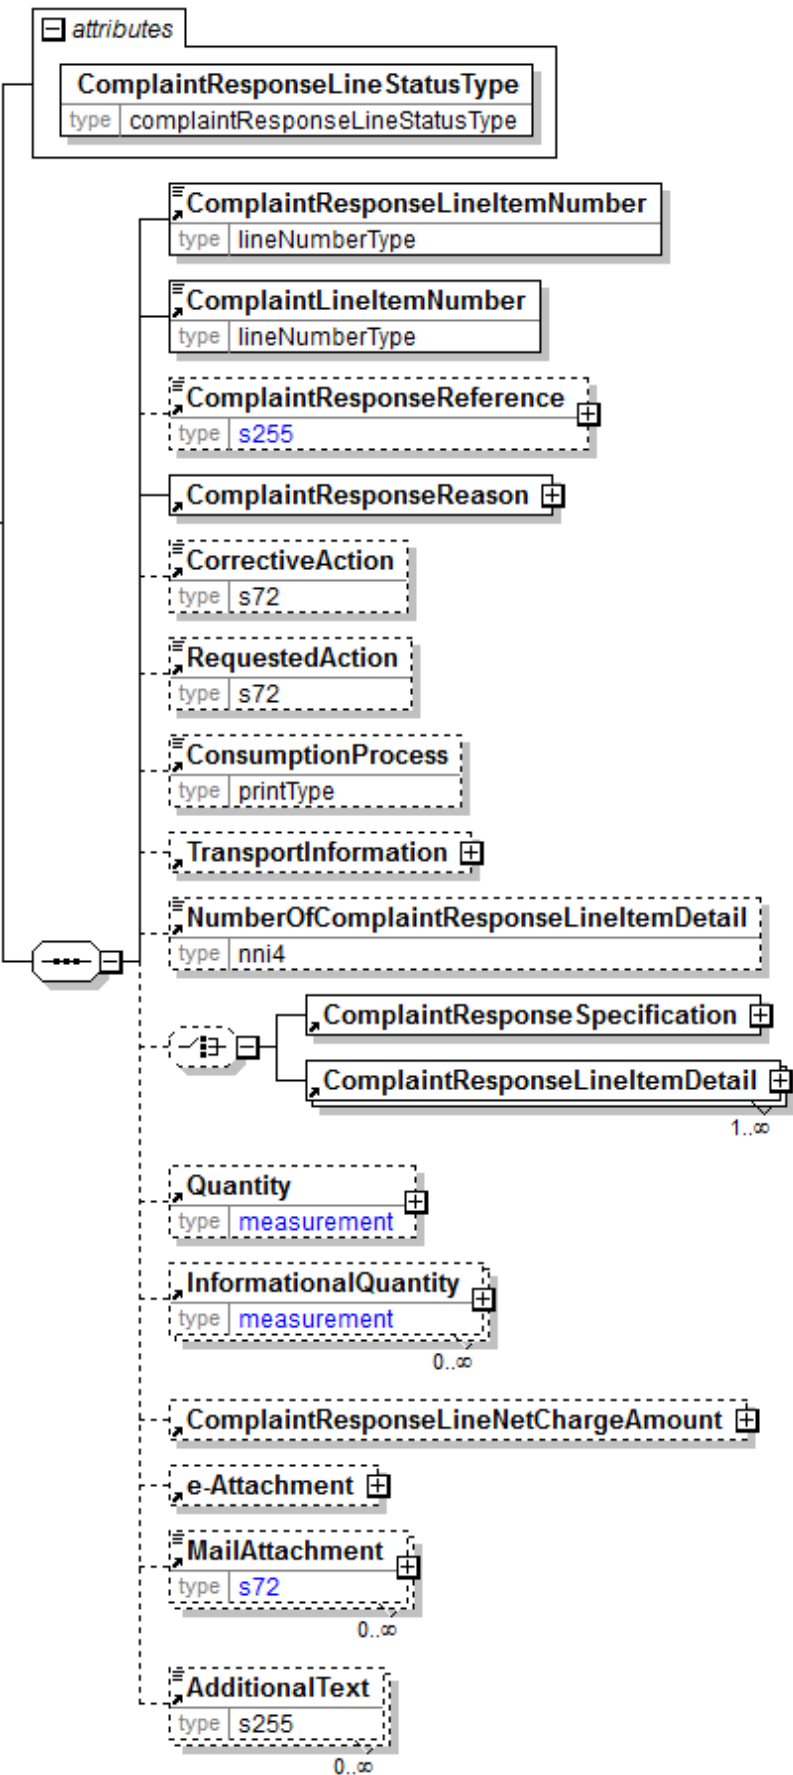 attributes
ComplaintResponseLineStatusType
type complaintResponseLineStatusType
ComplaintResponseLineItemNumber
type lineNumberType
ComplaintLineItemNumber
type lineNumberType
ComplaintResponseReference
type s255
ComplaintResponseReason
CorrectiveAction
type s72
RequestedAction
type s72
ConsumptionProcess
type printType
TransportInformation
NumberOfComplaintResponseLineItemDetail
type nni4
ComplaintResponseSpecification
ComplaintResponseLineItemDetail
1..∞
Quantity
type measurement
InformationalQuantity
type measurement
0..∞
ComplaintResponseLineNetChargeAmount
e-Attachment
MailAttachment
type s72
0..∞
AdditionalText
type s255
0..∞